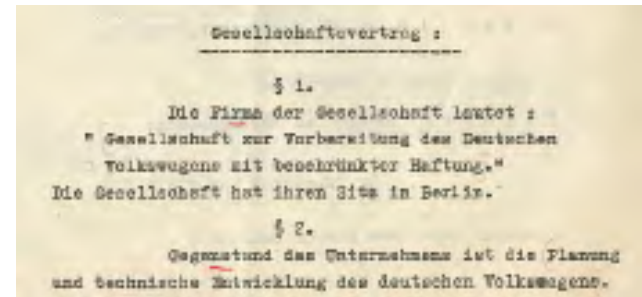 Gesellschaftsvertrag :
§ 1.
Die Firma der Gesellschaft lautet :
" Gesellschaft zur Vorbereitung des Deutschen
Volkswagens mit beschränkter Haftung."
Die Gesellschaft hat ihren Sitz in Berlin.
§ 2.
Gegenstand des Unternehmens ist die Planung
und technische Entwicklung des deutschen Volkswagens.